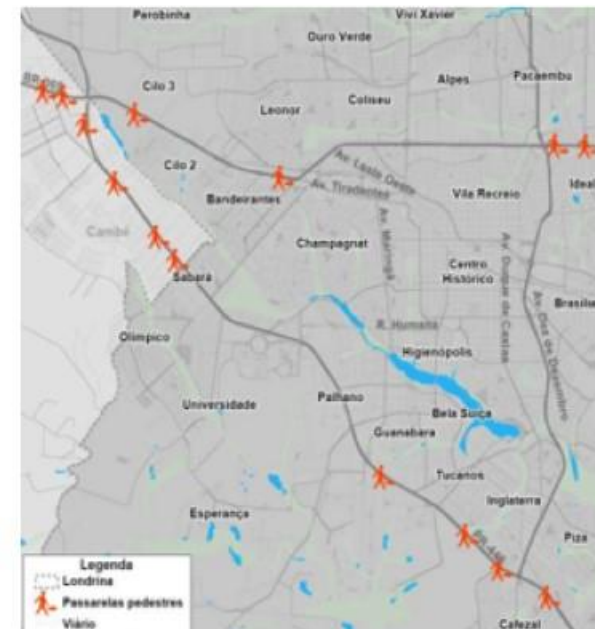 Perobinha
Vivi Xavier
Ouro Verde
Cilo 3
Alpes
Pacaembu
Leonor
Coliseu
Cilo 2
Av. Leste Oeste
Ideal
Av. Tiradentes
Bandeirantes
Vila Recreio
Cambé
Champagnat
Av. Maringá
Centro
Histórico
Av. Duque de Caxias
Sabará
Av. Dez de Dezembro
Brasília
Olímpico
R. Humaitá
Higienópolis
Universidade
Palhano
Bela Suíça
Guanabara
Tucanos
Inglaterra
Esperança
Piza
Cafezal
Legenda
Londrina
Passarelas pedestres
Viário